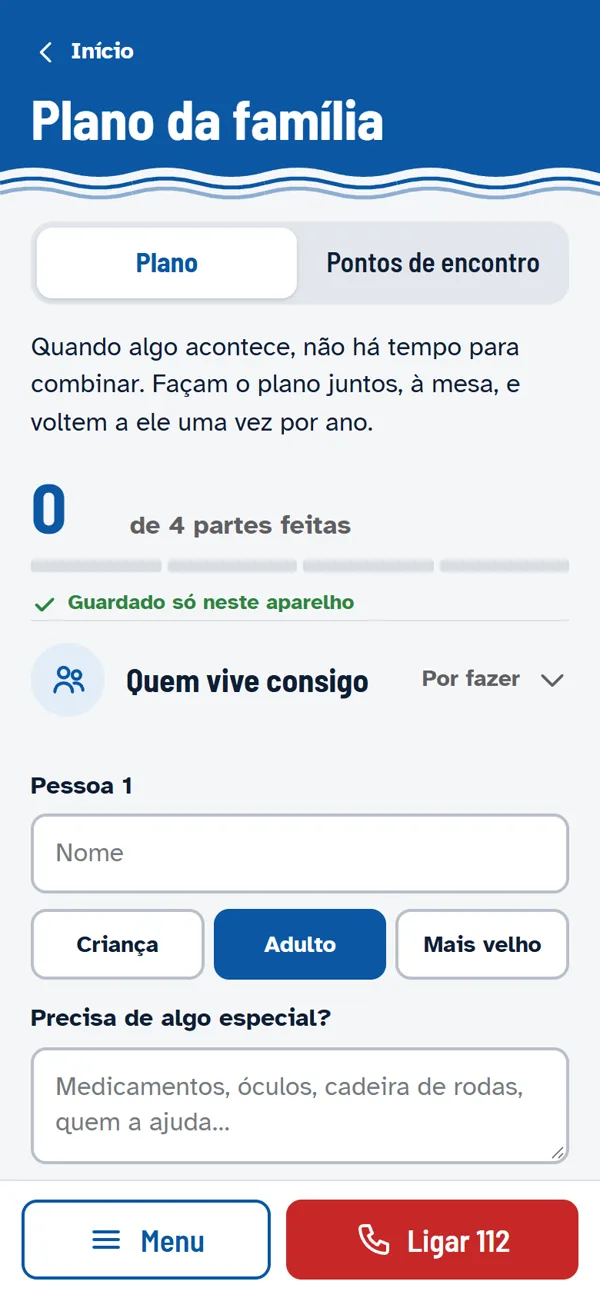 Início
Plano da família
Plano
Pontos de encontro
Quando algo acontece, não há tempo para
combinar. Façam o plano juntos, à mesa, e
voltem a ele uma vez por ano.
0 de 4 partes feitas
Guardado só neste aparelho
Quem vive consigo
Por fazer
Pessoa 1
Nome
Criança
Adulto
Mais velho
Precisa de algo especial?
Medicamentos, óculos, cadeira de rodas,
quem a ajuda...
Menu
Ligar 112